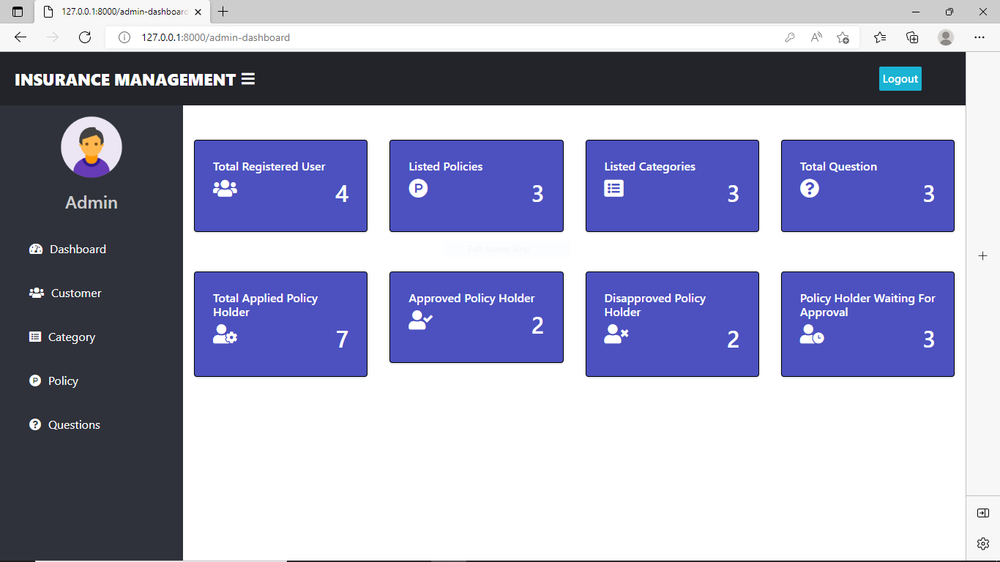 127.0.0.1:8000/admin-dashboard
127.0.0.1:8000/admin-dashboard
INSURANCE MANAGEMENT
Logout
Admin
Dashboard
Customer
Category
Policy
Questions
Total Registered User
4
Listed Policies
P
3
Listed Categories
3
Total Question
?
3
Full-screen Snip
Total Applied Policy
Holder
7
Approved Policy Holder
2
Disapproved Policy
Holder
2
Policy Holder Waiting For
Approval
3